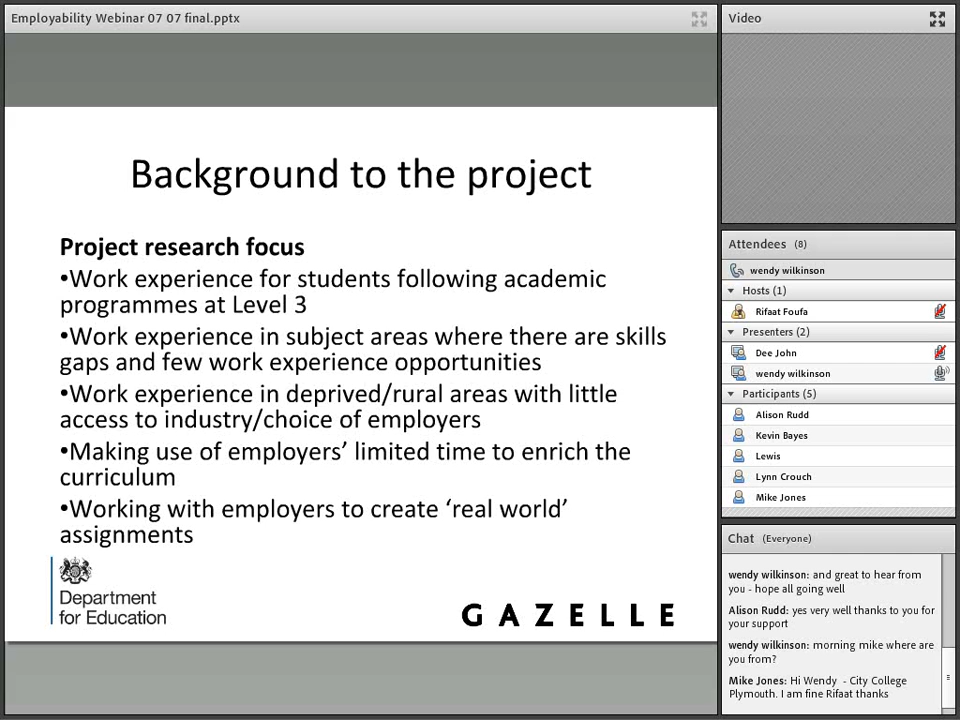 Employability Webinar 07 07 final.pptx
Background to the project
Project research focus
•Work experience for students following academic
programmes at Level 3
•Work experience in subject areas where there are skills
gaps and few work experience opportunities
•Work experience in deprived/rural areas with little
access to industry/choice of employers
•Making use of employers’ limited time to enrich the
curriculum
•Working with employers to create ‘real world’
assignments
Department
for Education
GAZELLE
Video
Attendees (8)
wendy wilkinson
Hosts (1)
Rifaat Foufa
Presenters (2)
Dee John
wendy wilkinson
Participants (5)
Alison Rudd
Kevin Bayes
Lewis
Lynn Crouch
Mike Jones
Chat (Everyone)
wendy wilkinson: and great to hear from
you - hope all going well
Alison Rudd: yes very well thanks to you for
your support
wendy wilkinson: morning mike where are
you from?
Mike Jones: Hi Wendy - City College
Plymouth. I am fine Rifaat thanks